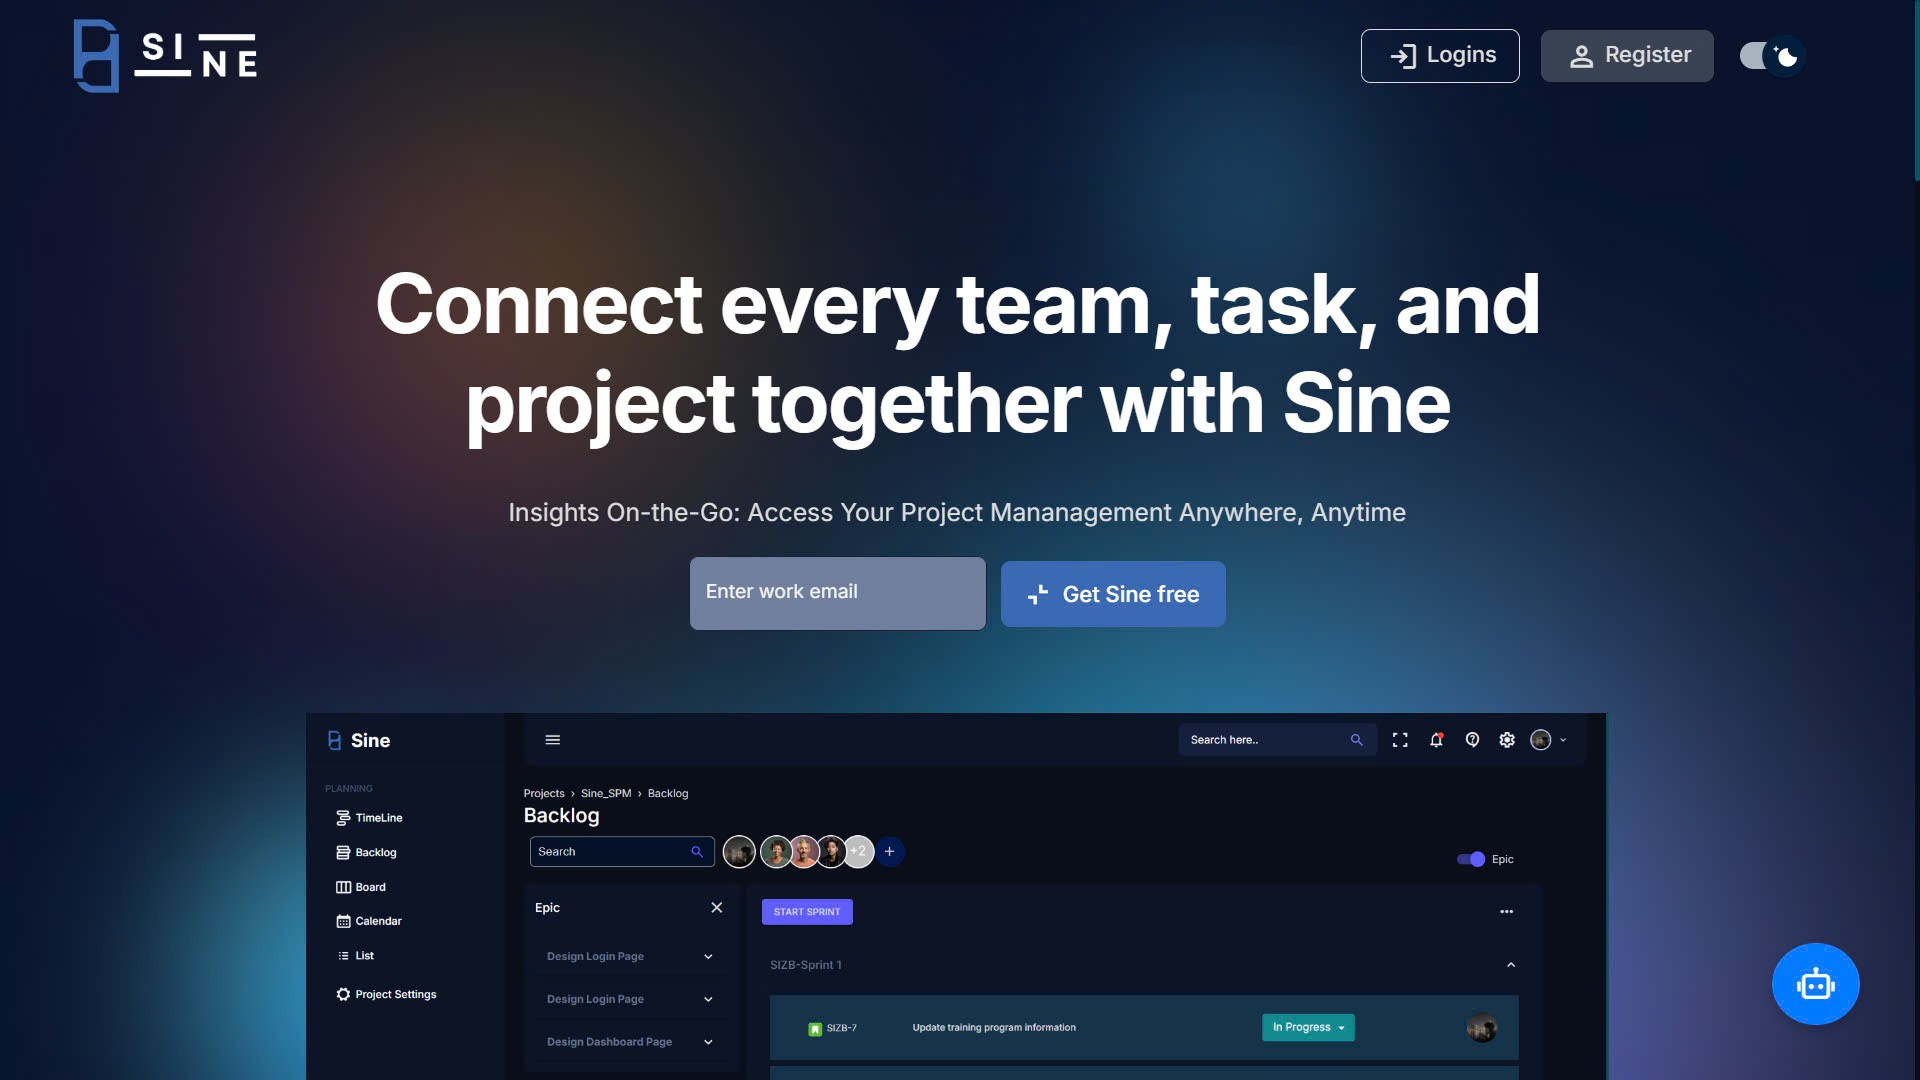 SINE
Logins
Register
Connect every team, task, and
project together with Sine
Insights On-the-Go: Access Your Project Mananagement Anywhere, Anytime
Enter work email
Get Sine free
Sine
Search here..
PLANNING
TimeLine
Backlog
Board
Calendar
List
Project Settings
Projects › Sine_SPM › Backlog
Backlog
Search
+2
+
Epic
Epic
START SPRINT
Design Login Page
SIZB-Sprint 1
Design Login Page
SIZB-7
Update training program information
In Progress
Design Dashboard Page